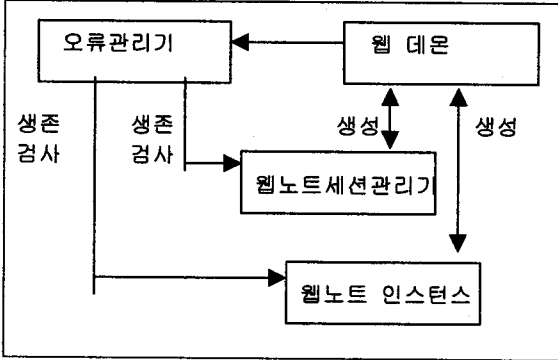 오류관리기
웹 데몬
생존
검사
생존
검사
생성
생성
웹노트세션관리기
웹노트 인스턴스